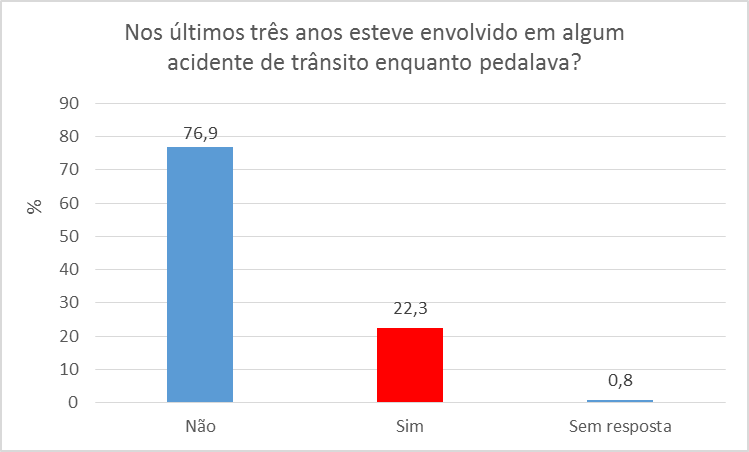 Nos últimos três anos esteve envolvido em algum
acidente de trânsito enquanto pedalava?
%
90
80
70
60
50
40
30
20
10
0
76,9
22,3
0,8
Não
Sim
Sem resposta